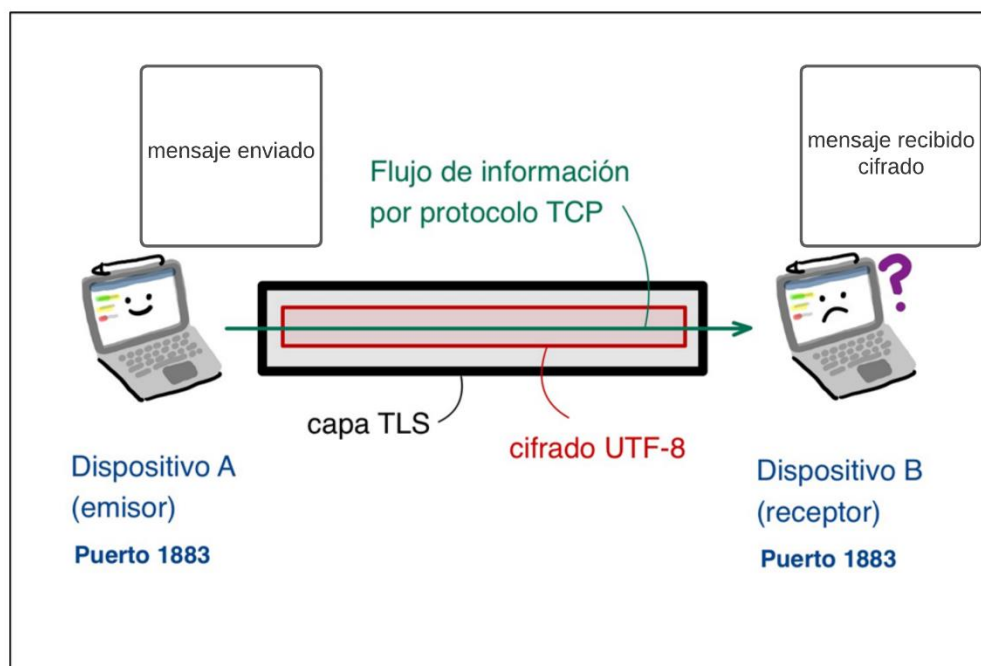 mensaje enviado
mensaje recibido
cifrado
Flujo de información
por protocolo TCP
?
capa TLS
cifrado UTF-8
Dispositivo A
(emisor)
Puerto 1883
Dispositivo B
(receptor)
Puerto 1883